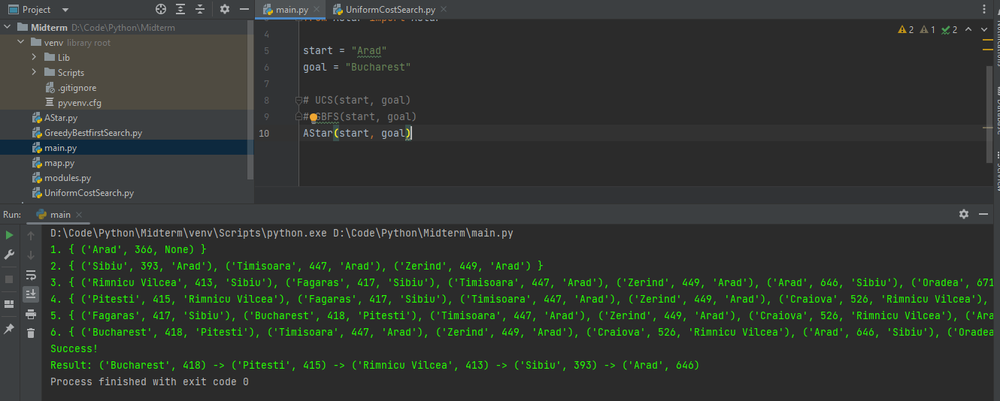 Project
Midterm D:\Code\Python\Midterm
venv library root
Lib
Scripts
.gitignore
pyvenv.cfg
AStar.py
GreedyBestfirstSearch.py
main.py
map.py
modules.py
UniformCostSearch.py
main.py UniformCostSearch.py
2 1 2
4
5 start = "Arad"
6 goal = "Bucharest"
7
8 # UCS(start, goal)
9 # GBFS(start, goal)
10 AStar(start, goal)
Notifications
Database
Run: main
D:\Code\Python\Midterm\venv\Scripts\python.exe D:\Code\Python\Midterm\main.py
1. { ('Arad', 366, None) }
2. { ('Sibiu', 393, 'Arad'), ('Timisoara', 447, 'Arad'), ('Zerind', 449, 'Arad') }
3. { ('Rimnicu Vilcea', 413, 'Sibiu'), ('Fagaras', 417, 'Sibiu'), ('Timisoara', 447, 'Arad'), ('Zerind', 449, 'Arad'), ('Arad', 646, 'Sibiu'), ('Oradea', 671
4. { ('Pitesti', 415, 'Rimnicu Vilcea'), ('Fagaras', 417, 'Sibiu'), ('Timisoara', 447, 'Arad'), ('Zerind', 449, 'Arad'), ('Craiova', 526, 'Rimnicu Vilcea'),
5. { ('Fagaras', 417, 'Sibiu'), ('Bucharest', 418, 'Pitesti'), ('Timisoara', 447, 'Arad'), ('Zerind', 449, 'Arad'), ('Craiova', 526, 'Rimnicu Vilcea'), ('Ara
6. { ('Bucharest', 418, 'Pitesti'), ('Timisoara', 447, 'Arad'), ('Zerind', 449, 'Arad'), ('Craiova', 526, 'Rimnicu Vilcea'), ('Arad', 646, 'Sibiu'), ('Orade
Success!
Result: ('Bucharest', 418) -> ('Pitesti', 415) -> ('Rimnicu Vilcea', 413) -> ('Sibiu', 393) -> ('Arad', 646)
Process finished with exit code 0